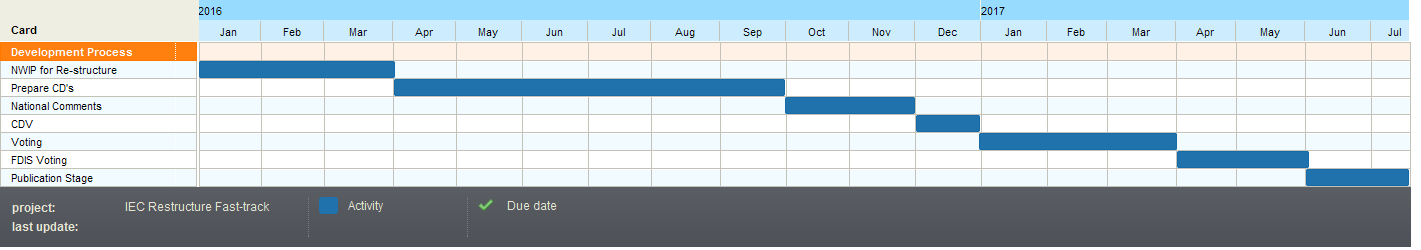 2016 2017
Card Jan Feb Mar Apr May Jun Jul Aug Sep Oct Nov Dec Jan Feb Mar Apr May Jun Jul
Development Process
NWIP for Re-structure
Prepare CD's
National Comments
CDV
Voting
FDIS Voting
Publication Stage
project: IEC Restructure Fast-track Activity Due date
last update: